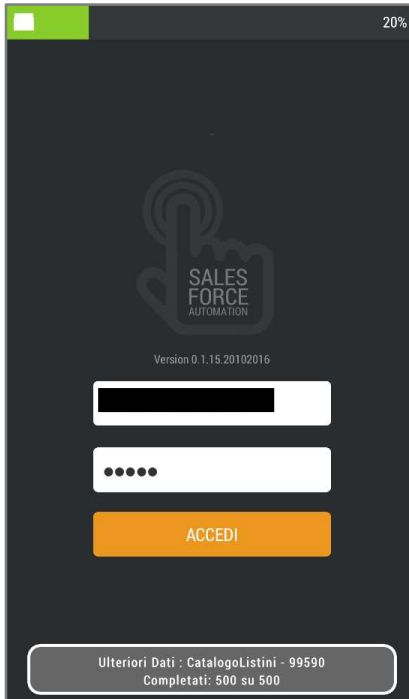 20%
SALES
FORCE
AUTOMATION
Version 0.1.15.20102016
●●●●●
ACCEDI
Ulteriori Dati : CatalogoListini - 99590
Completati: 500 su 500